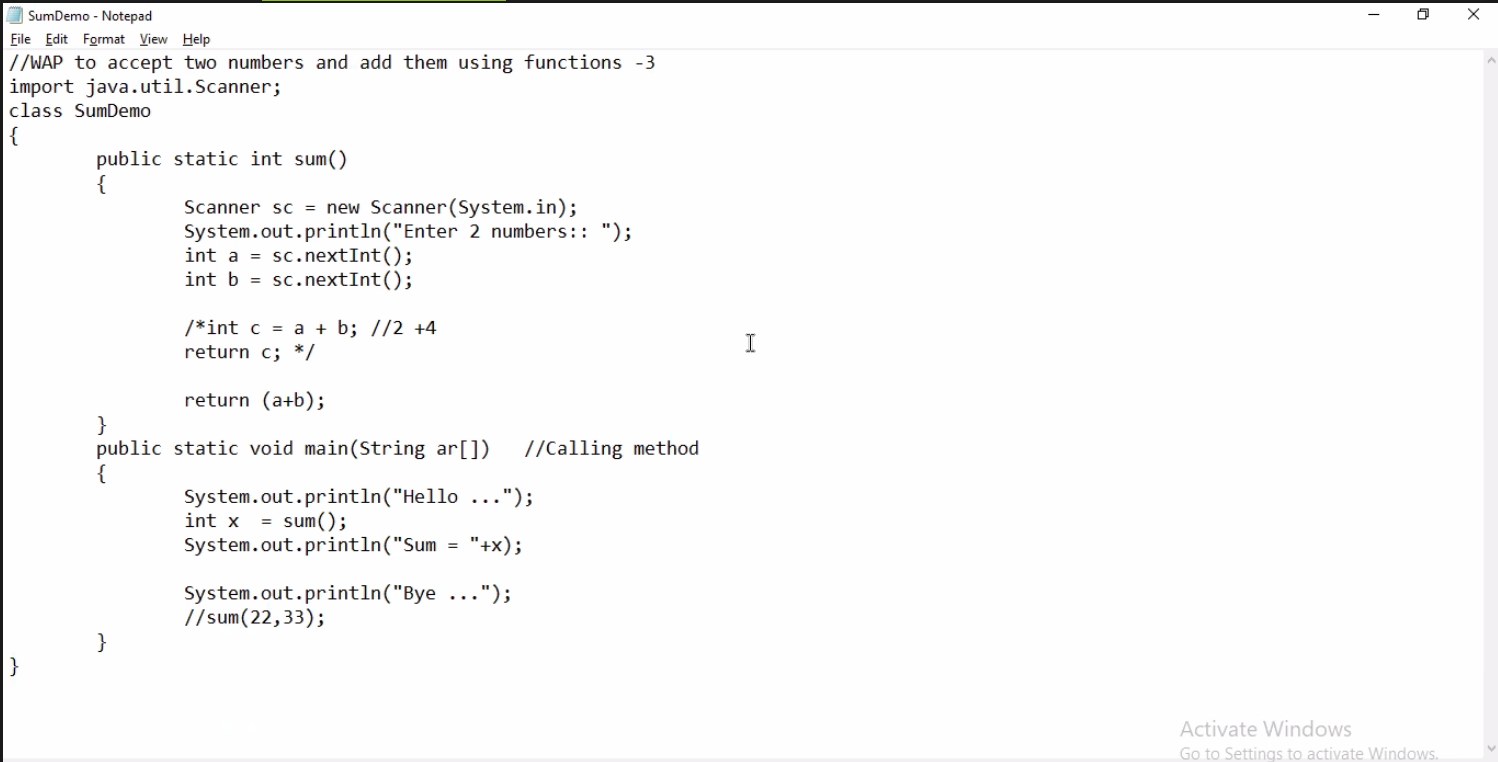 SumDemo - Notepad
File Edit Format View Help
//WAP to accept two numbers and add them using functions -3
import java.util.Scanner;
class SumDemo
{
public static int sum()
{
Scanner sc = new Scanner(System.in);
System.out.println("Enter 2 numbers:: ");
int a = sc.nextInt();
int b = sc.nextInt();
/*int c = a + b; //2 +4
return c; */
return (a+b);
}
public static void main(String ar[]) //Calling method
{
System.out.println("Hello ...");
int x = sum();
System.out.println("Sum = "+x);
System.out.println("Bye ...");
//sum(22,33);
}
}
Activate Windows
Go to Settings to activate Windows.